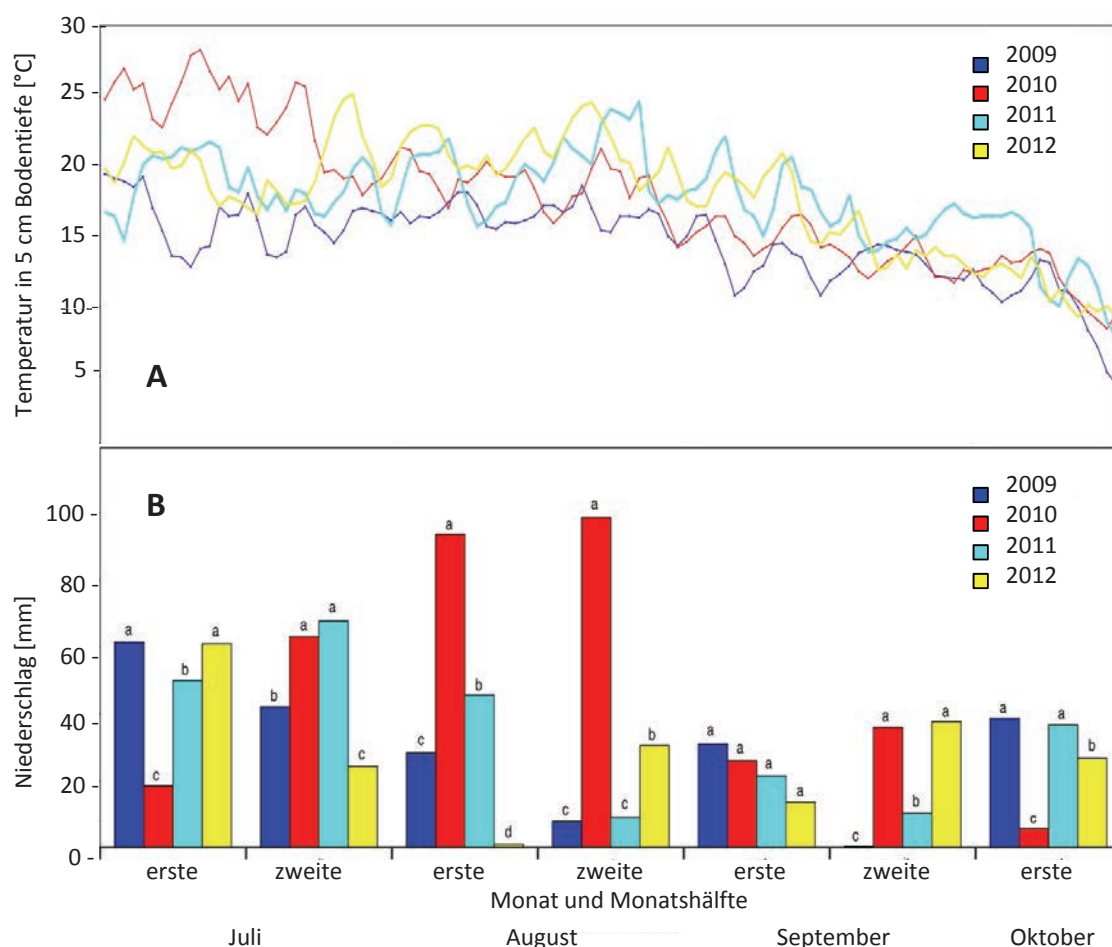 Temperatur in 5 cm Bodentiefe [°C]
30
25
20
15
10
5
A
2009
2010
2011
2012
Niederschlag [mm]
100
80
60
40
20
0
B
2009
2010
2011
2012
a c b a
b a a c
c a b d
c a c b
a a a a
c a b a
a c a b
erste zweite erste zweite erste zweite erste
Monat und Monatshälfte
Juli August September Oktober